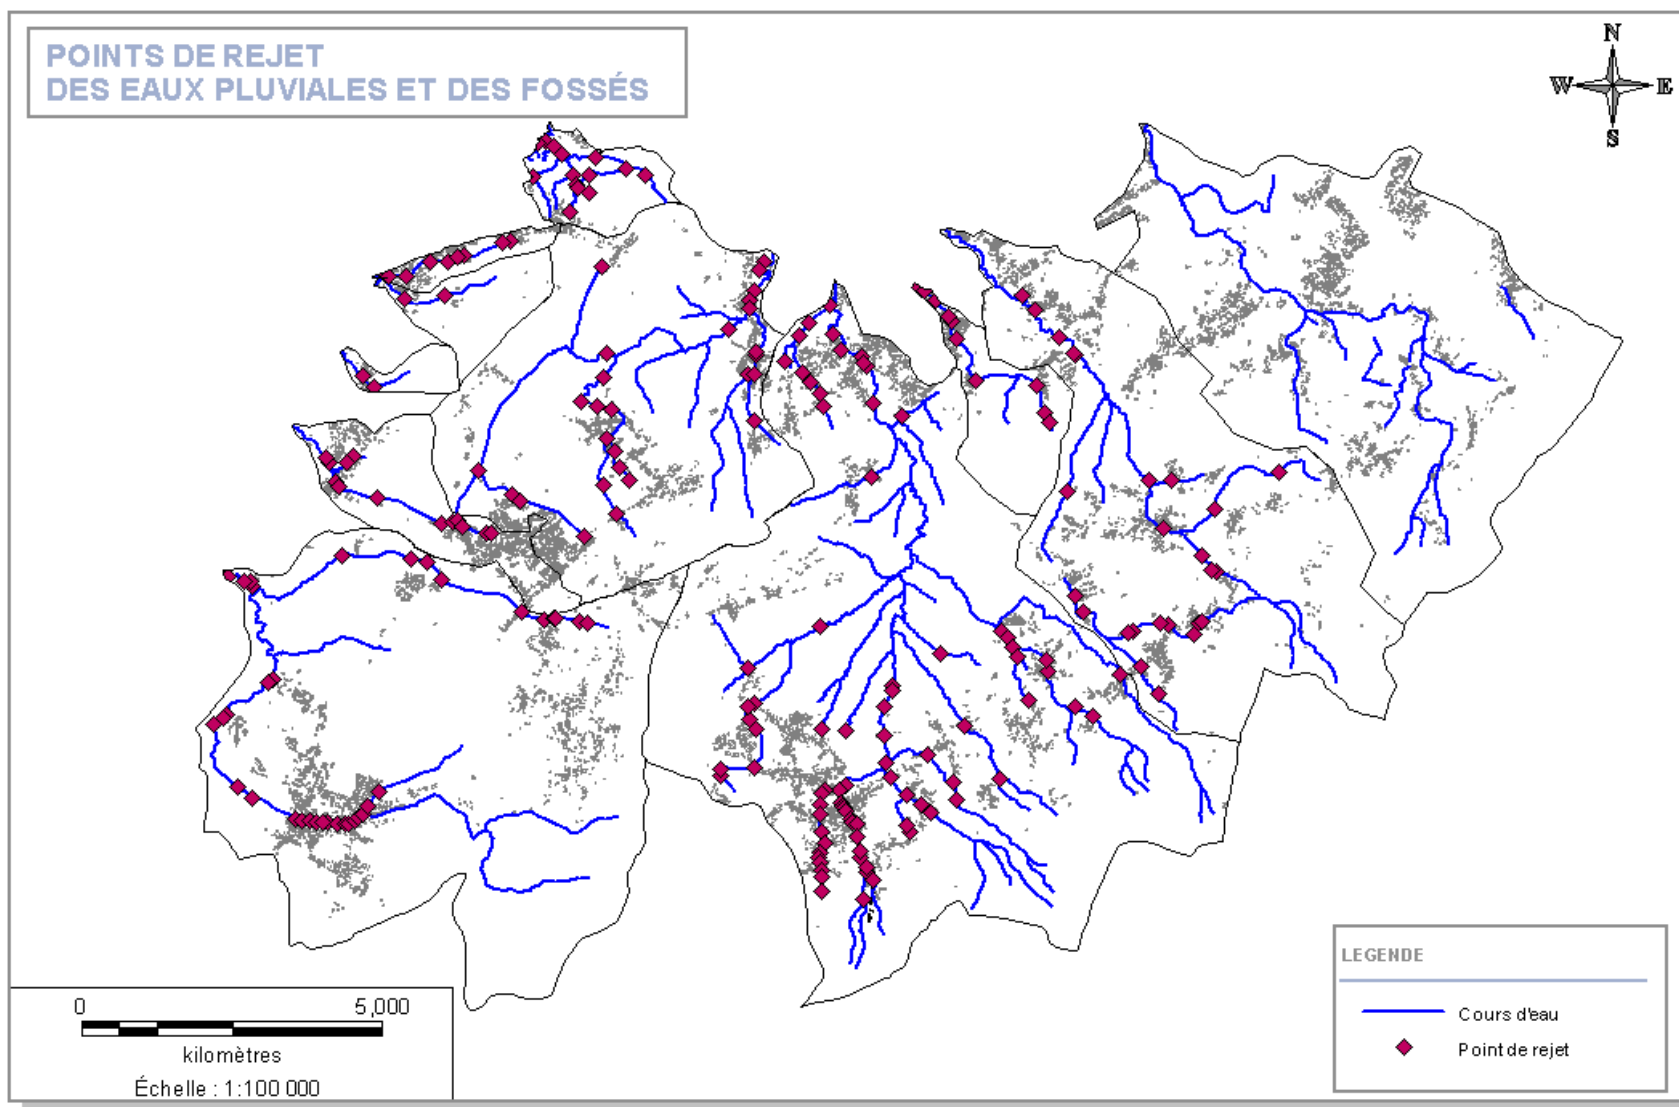 POINTS DE REJET
DES EAUX PLUVIALES ET DES FOSSÉS
N
W E
S
LEGENDE
Cours d'eau
Point de rejet
0 5,000
kilomètres
Échelle : 1:100 000